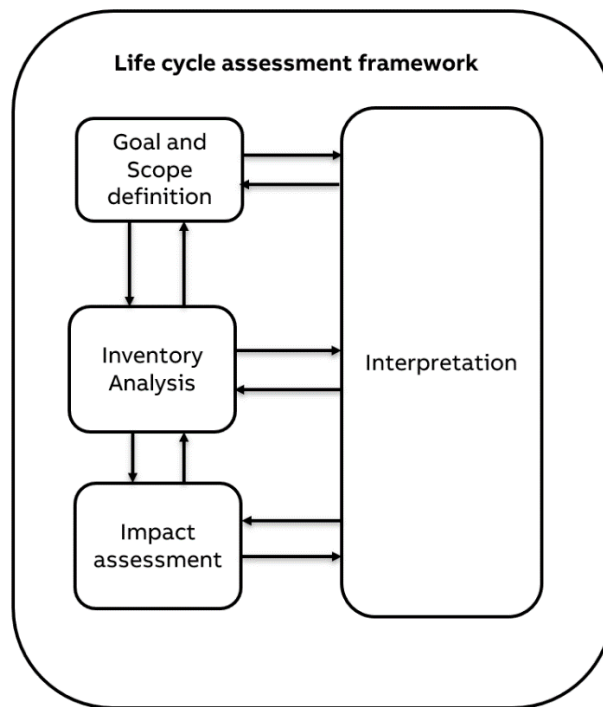 Life cycle assessment framework
Goal and
Scope
definition
Inventory
Analysis
Interpretation
Impact
assessment